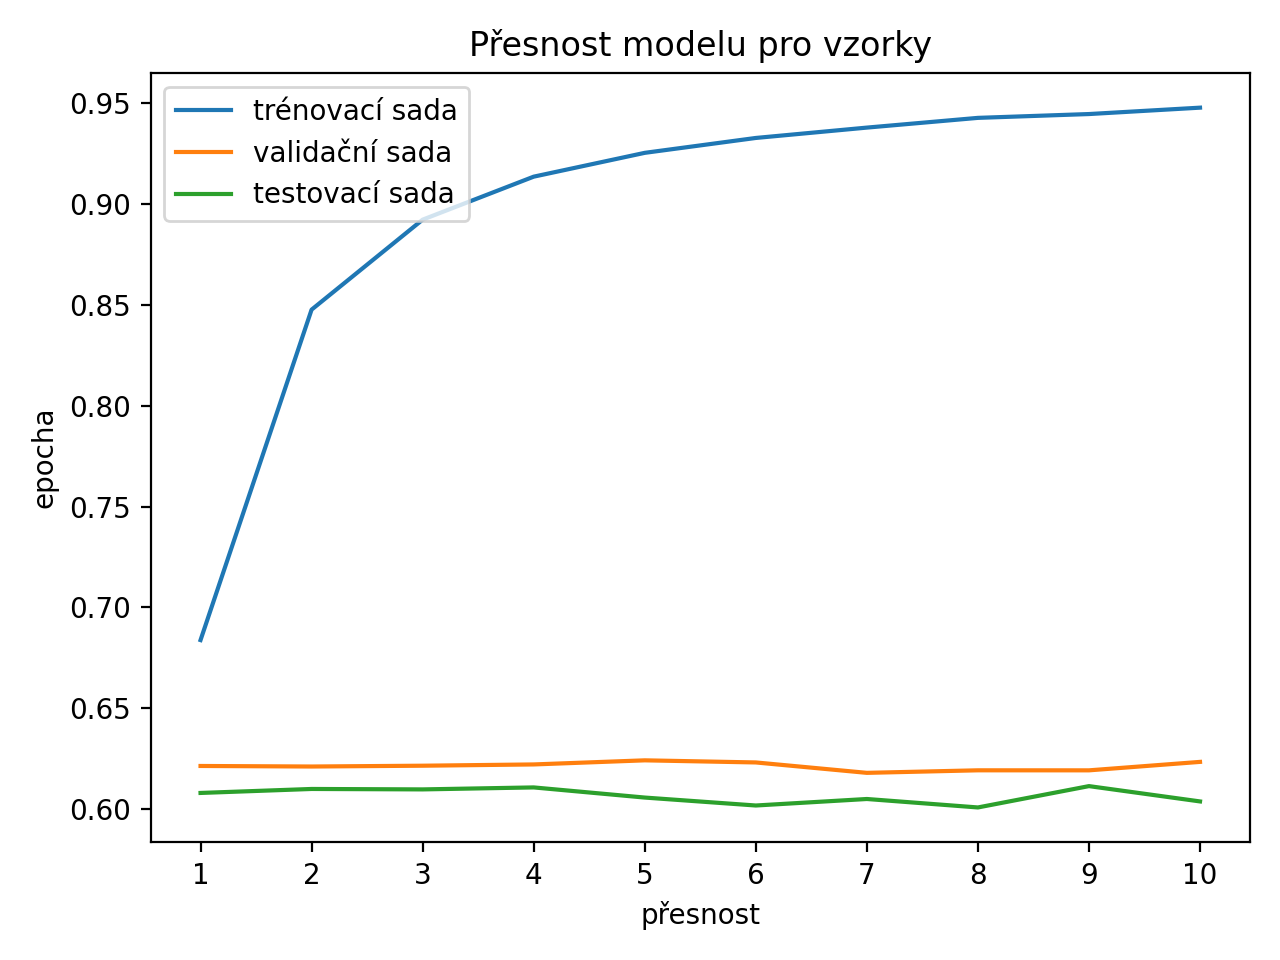 Přesnost modelu pro vzorky
trénovací sada
validační sada
testovací sada
epocha
0.95
0.90
0.85
0.80
0.75
0.70
0.65
0.60
1 2 3 4 5 6 7 8 9 10
přesnost